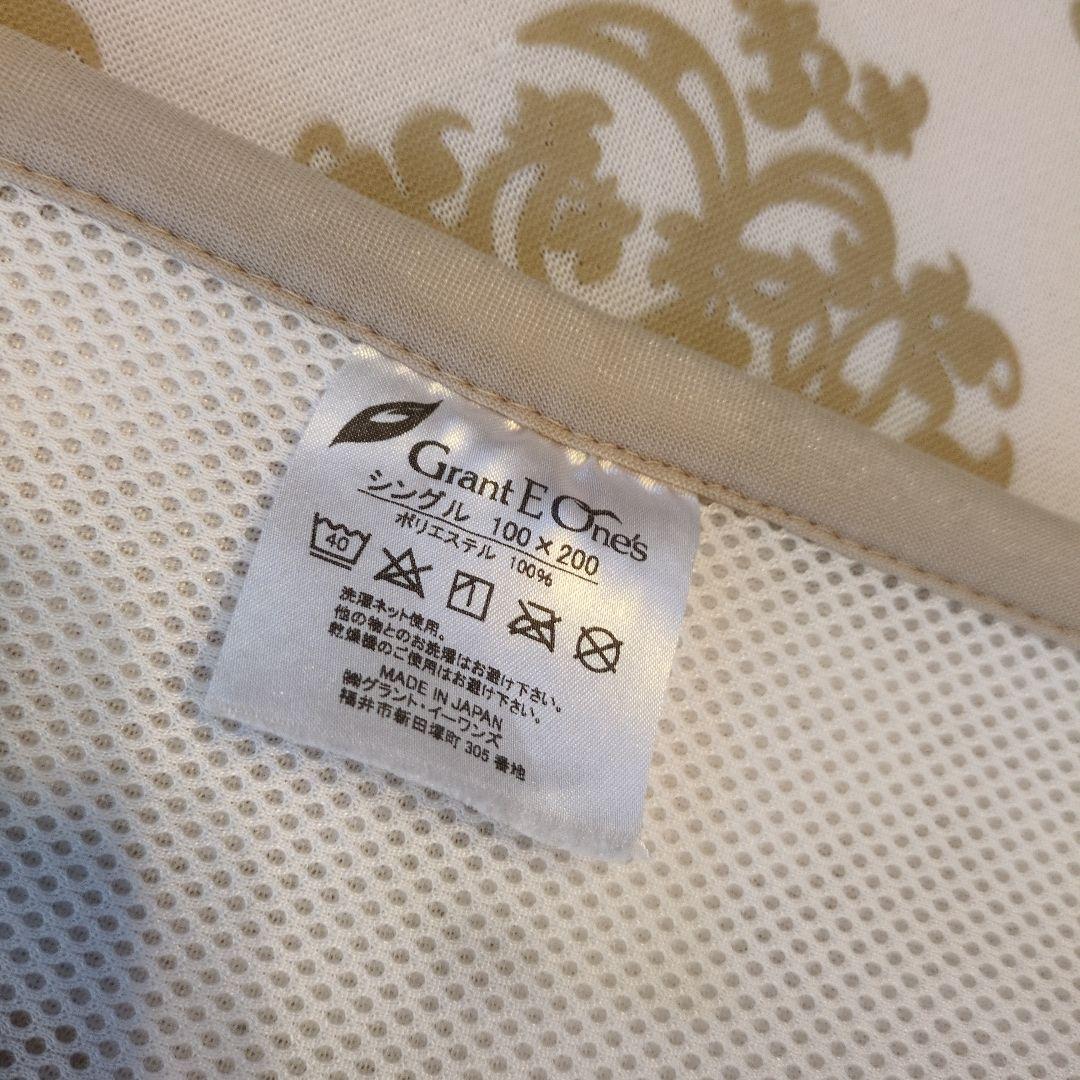 Grant E One's
シングル 100×200
ポリエステル 100%
40
洗濯ネット使用。
他の物とのお洗濯はお避け下さい。
乾燥機のご使用はお避け下さい。
MADE IN JAPAN
㈱グラント・イーワンズ
福井市新田塚町 305 番地